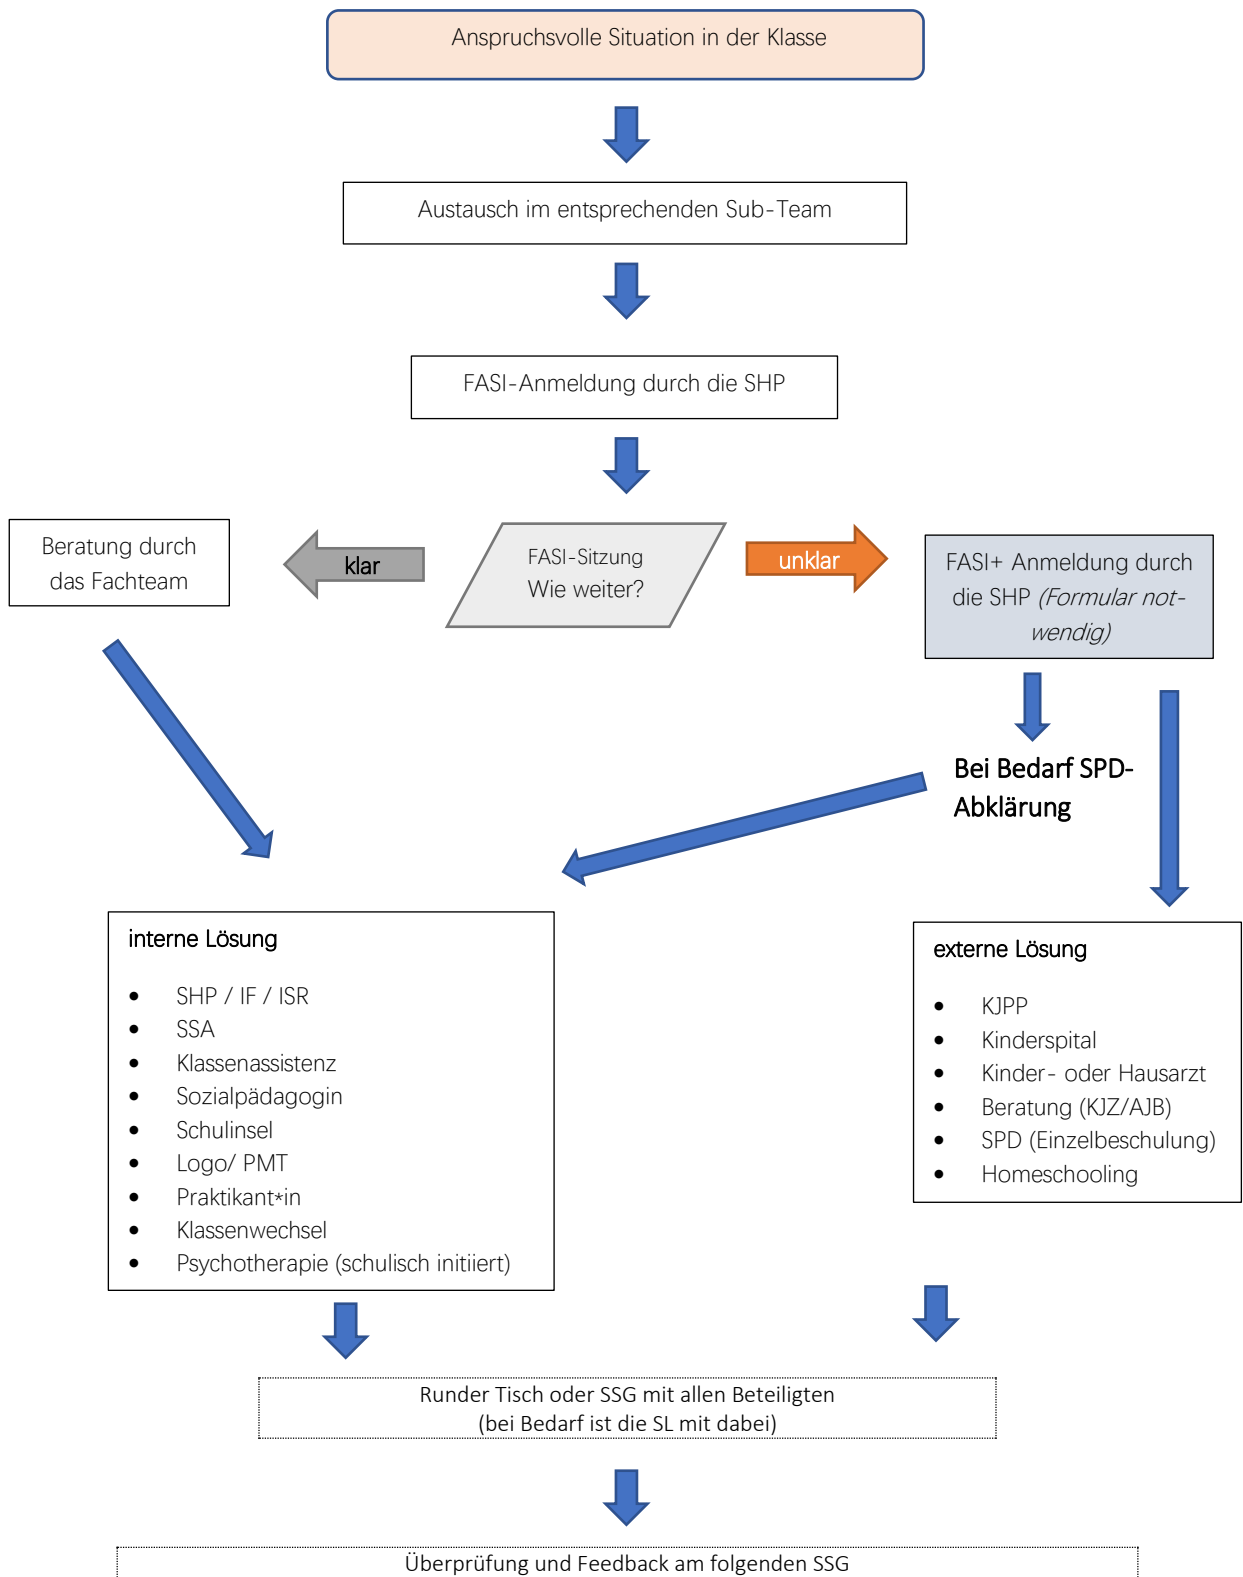 Anspruchsvolle Situation in der Klasse
Austausch im entsprechenden Sub-Team
FASI-Anmeldung durch die SHP
Beratung durch
das Fachteam
klar
FASI-Sitzung
Wie weiter?
unklar
FASI+ Anmeldung durch
die SHP (Formular not-
wendig)
Bei Bedarf SPD-
Abklärung
interne Lösung
• SHP / IF / ISR
• SSA
• Klassenassistenz
• Sozialpädagogin
• Schulinsel
• Logo/ PMT
• Praktikant*in
• Klassenwechsel
• Psychotherapie (schulisch initiiert)
externe Lösung
• KJPP
• Kinderspital
• Kinder- oder Hausarzt
• Beratung (KJZ/AJB)
• SPD (Einzelbeschulung)
• Homeschooling
Runder Tisch oder SSG mit allen Beteiligten
(bei Bedarf ist die SL mit dabei)
Überprüfung und Feedback am folgenden SSG